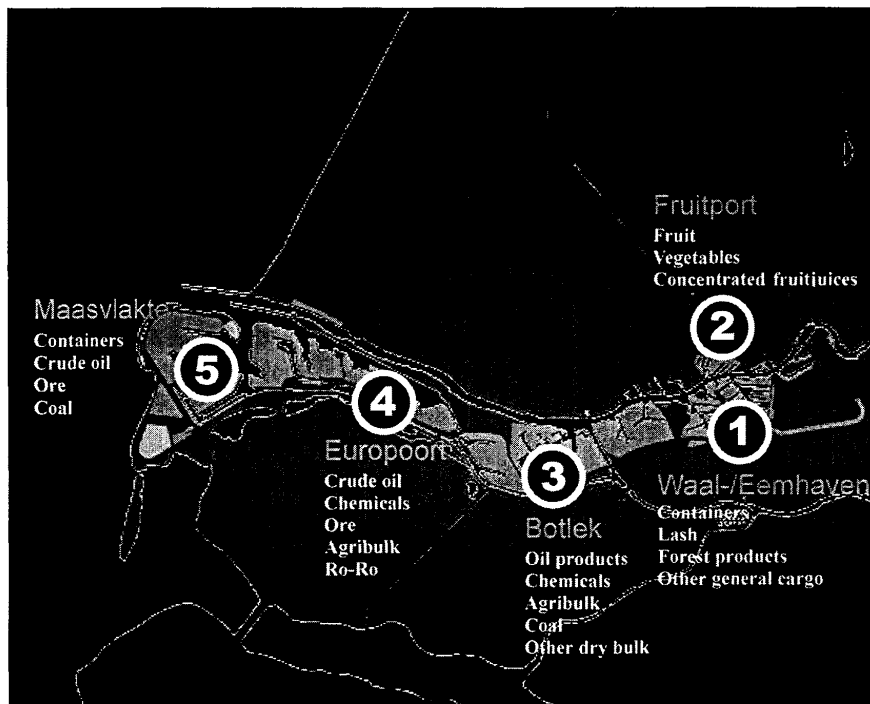 Fruitport
Fruit
Vegetables
Concentrated fruitjuices
2
Maasvlakte
Containers
Crude oil
Ore
Coal
5
4
Europoort
Crude oil
Chemicals
Ore
Agribulk
Ro-Ro
3
Botlek
Oil products
Chemicals
Agribulk
Coal
Other dry bulk
1
Waal-/Eemhaven
Containers
Lash
Forest products
Other general cargo